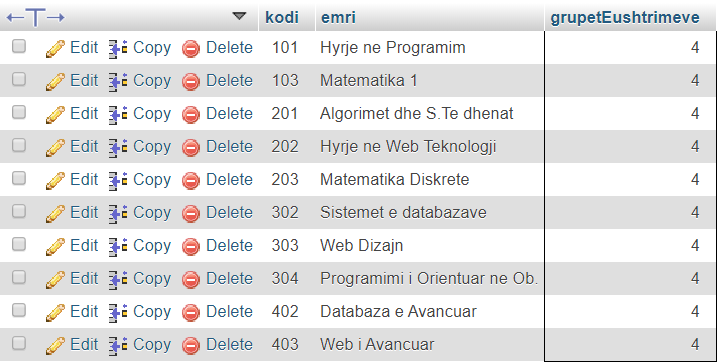 kodi emri grupetEushtrimeve
Edit Copy Delete 101 Hyrje ne Programim 4
Edit Copy Delete 103 Matematika 1 4
Edit Copy Delete 201 Algorimet dhe S.Te dhenat 4
Edit Copy Delete 202 Hyrje ne Web Teknologji 4
Edit Copy Delete 203 Matematika Diskrete 4
Edit Copy Delete 302 Sistemet e databazave 4
Edit Copy Delete 303 Web Dizajn 4
Edit Copy Delete 304 Programimi i Orientuar ne Ob. 4
Edit Copy Delete 402 Databaza e Avancuar 4
Edit Copy Delete 403 Web i Avancuar 4